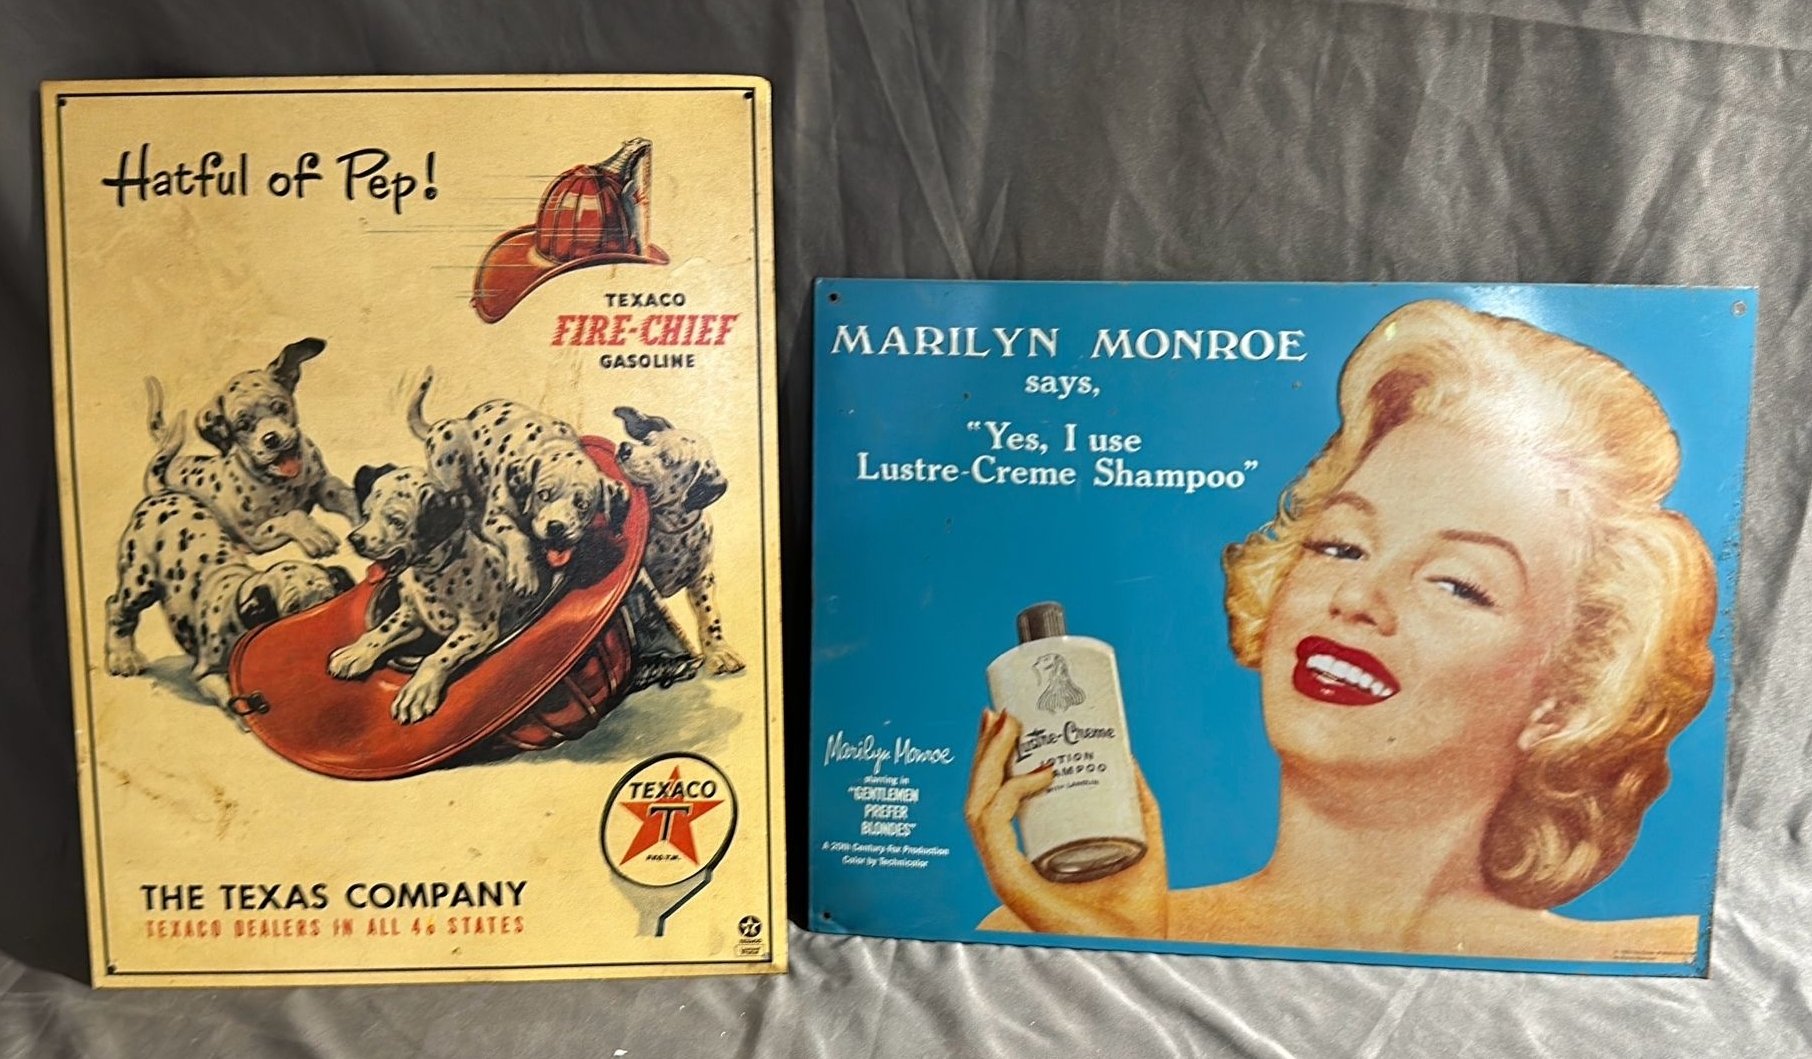 Hatful of Pep!
TEXACO
FIRE-CHIEF
GASOLINE
TEXACO
T
THE TEXAS COMPANY
TEXACO DEALERS IN ALL 48 STATES
MARILYN MONROE
says,
"Yes, I use
Lustre-Creme Shampoo"
Lustre-Creme
LOTION
SHAMPOO
WITH LANOLIN
Marilyn Monroe
starring in
"GENTLEMEN
PREFER
BLONDES"
A 20th Century-Fox Production
Color by Technicolor